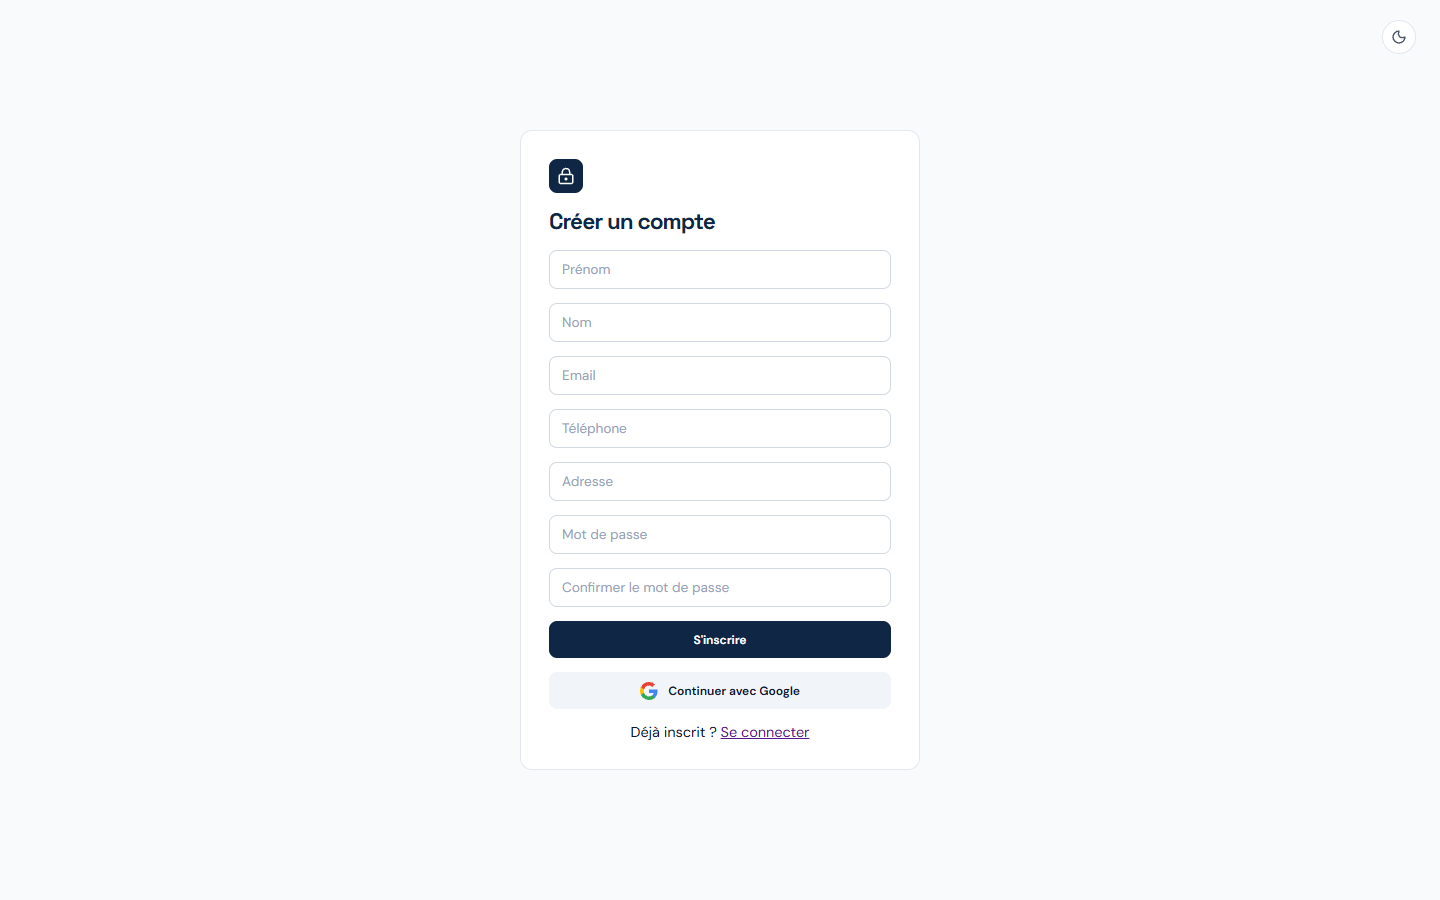 Créer un compte
Prénom
Nom
Email
Téléphone
Adresse
Mot de passe
Confirmer le mot de passe
S'inscrire
Continuer avec Google
Déjà inscrit ? Se connecter